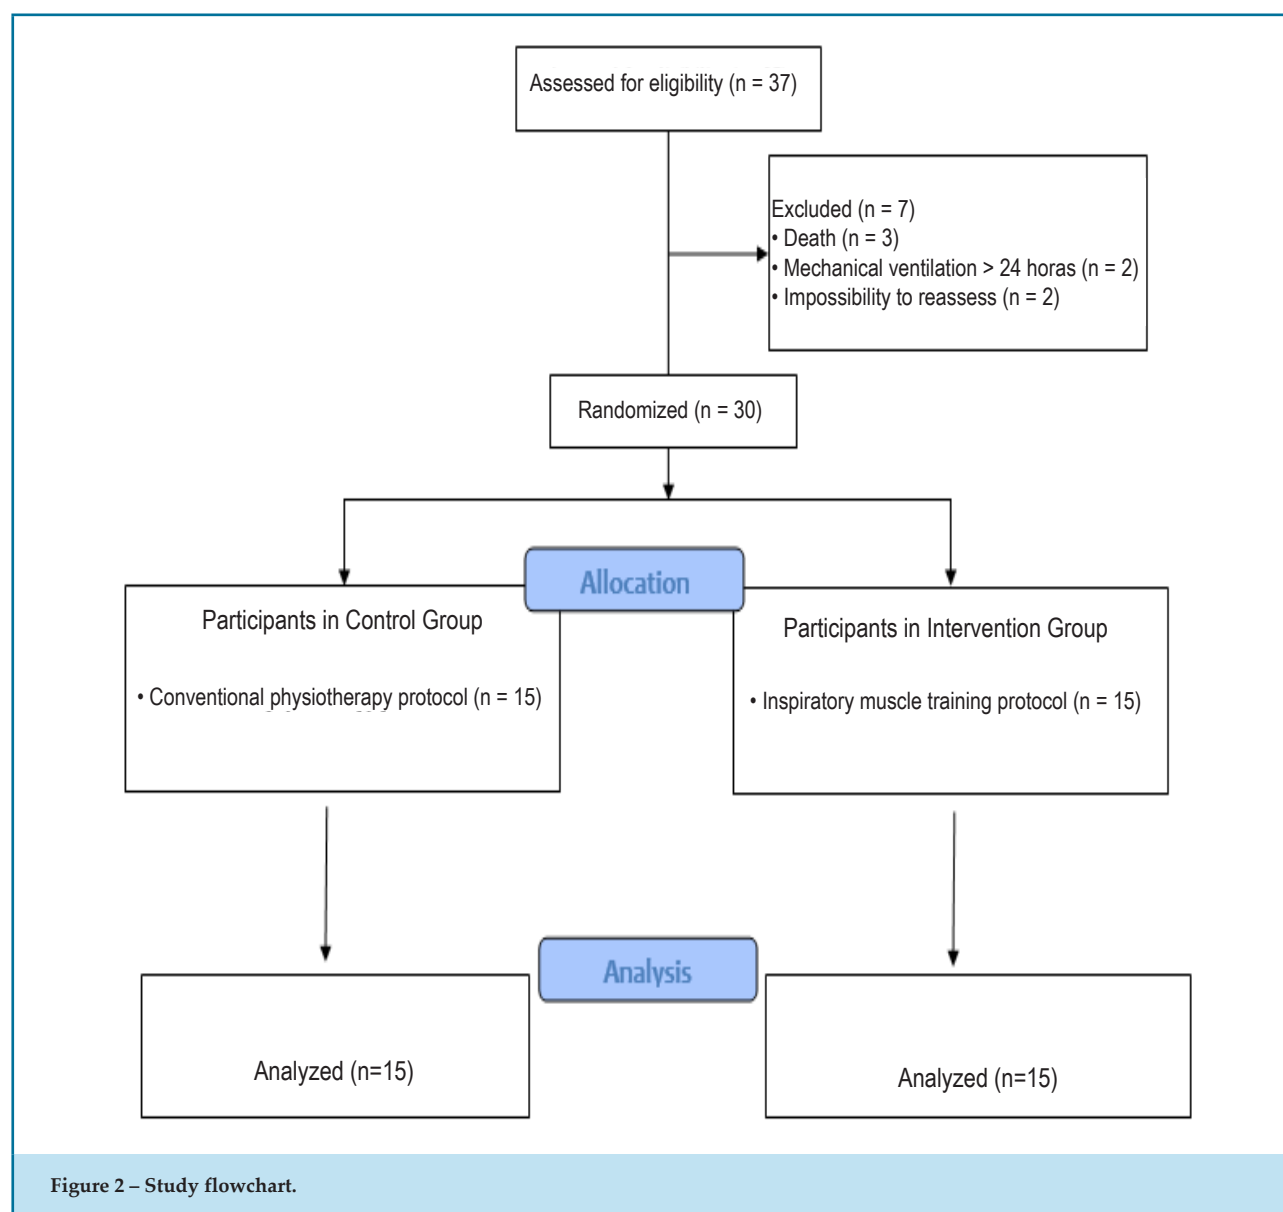 Assessed for eligibility (n = 37)
Excluded (n = 7)
• Death (n = 3)
• Mechanical ventilation > 24 horas (n = 2)
• Impossibility to reassess (n = 2)
Randomized (n = 30)
Allocation
Participants in Control Group
• Conventional physiotherapy protocol (n = 15)
Participants in Intervention Group
• Inspiratory muscle training protocol (n = 15)
Analysis
Analyzed (n=15)
Analyzed (n=15)
Figure 2 – Study flowchart.